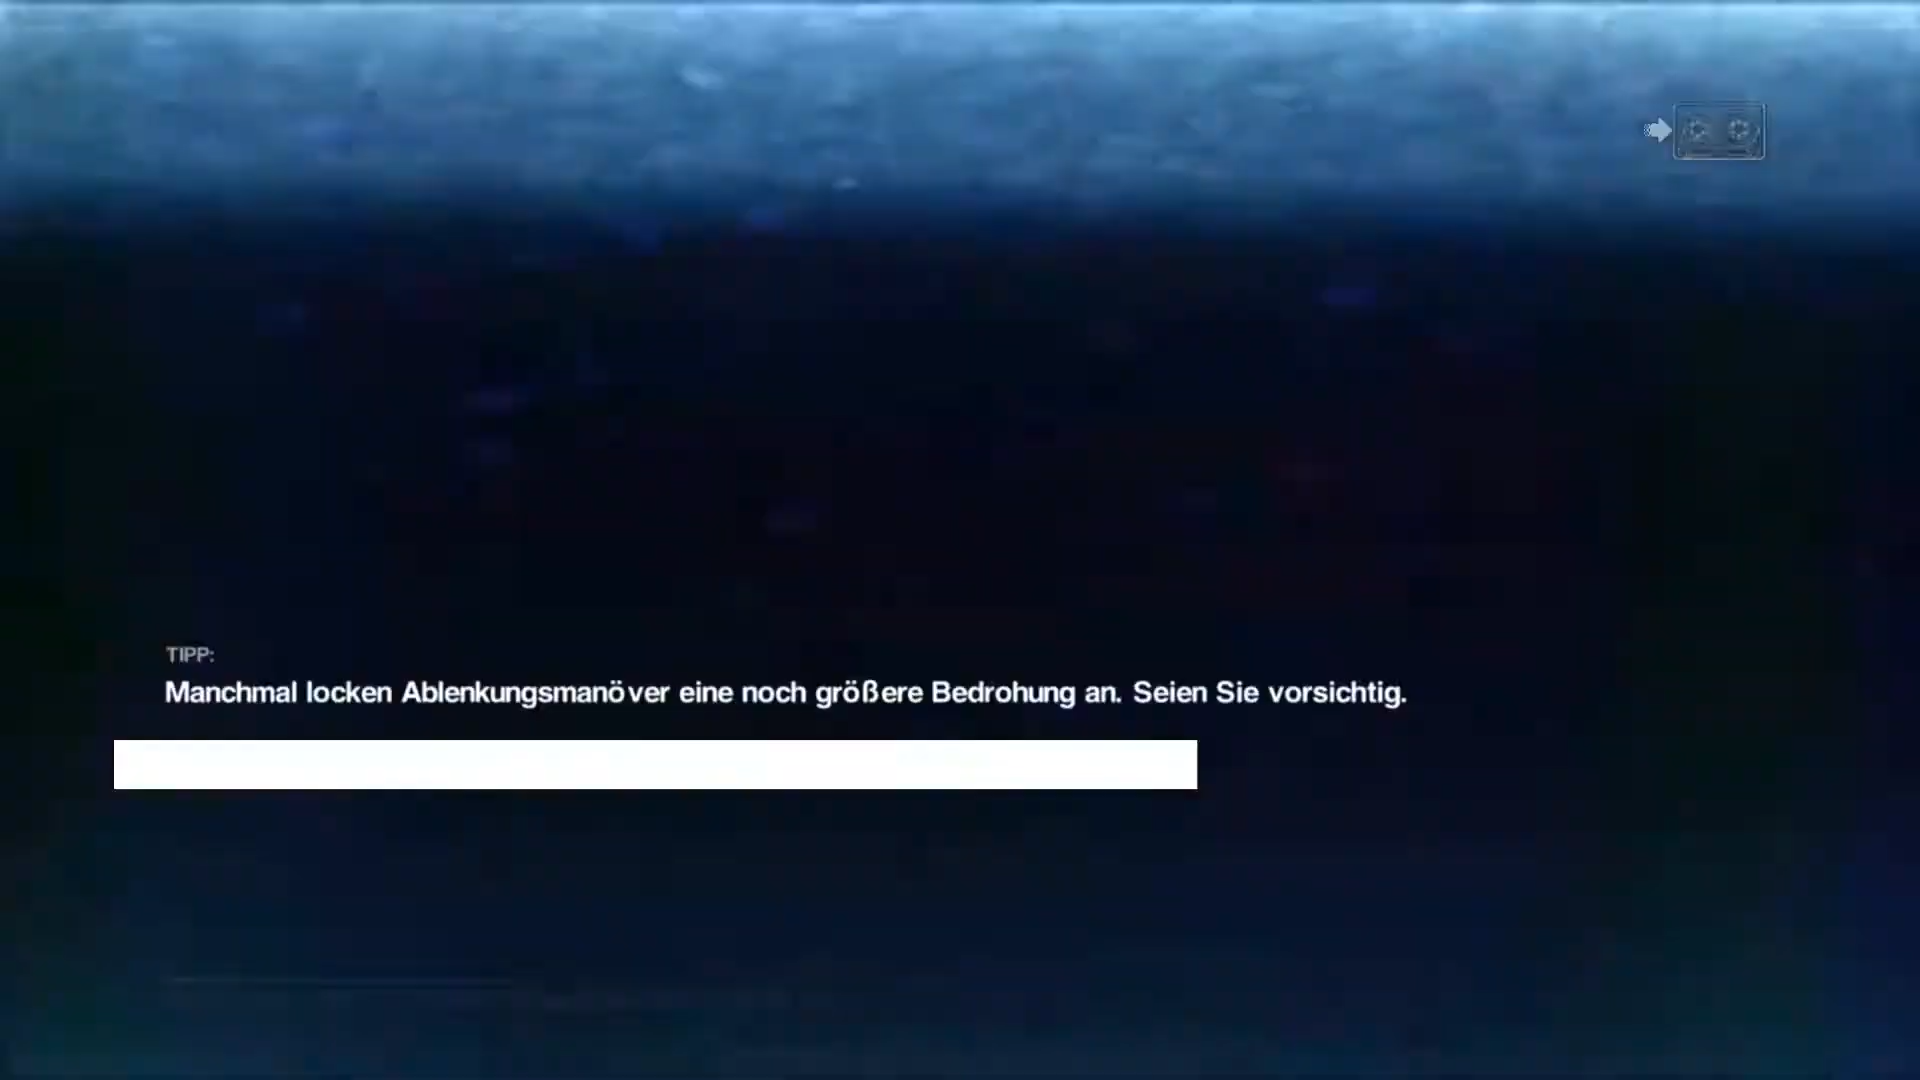 TIPP:
Manchmal locken Ablenkungsmanöver eine noch größere Bedrohung an. Seien Sie vorsichtig.